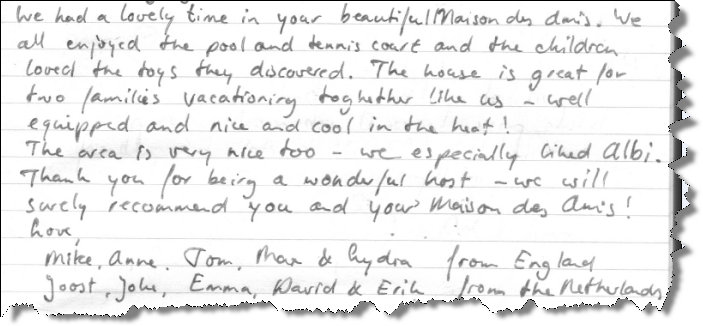 We had a lovely time in your beautiful Maison des Amis. We
all enjoyed the pool and tennis court and the children
loved the toys they discovered. The house is great for
two families vacationing toghether like us - well
equipped and nice and cool in the heat!
The area is very nice too - we especially liked Albi.
Thank you for being a wonderful host - we will
surely recommend you and your Maison des Amis!
Love,
Mike, Anne, Tom, Max & Lydia from England
Joost, Joke, Emma, David & Erik from the Netherlands